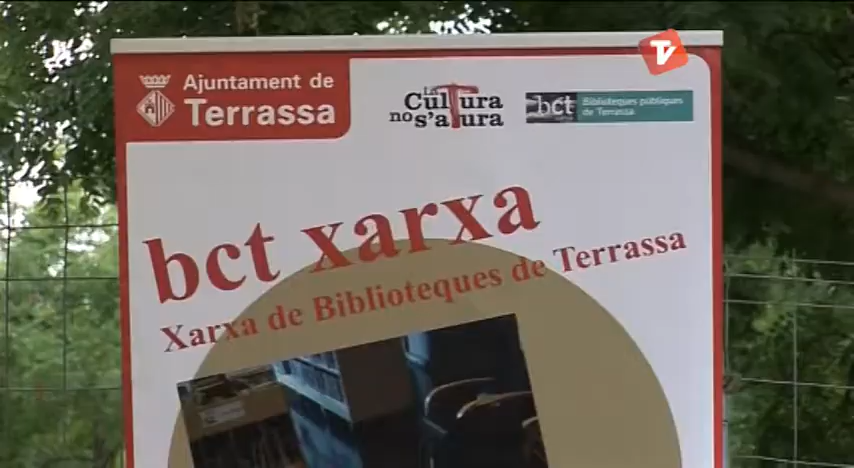 Ajuntament de
Terrassa
La
Cultura
no s'atura
bct
Biblioteques públiques
de Terrassa
TV
bct xarxa
Xarxa de Biblioteques de Terrassa